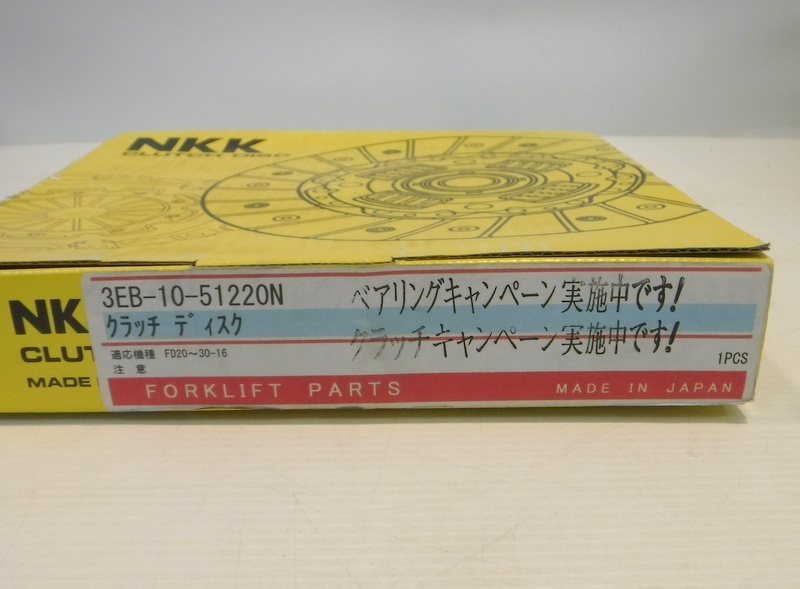 NKK
CLUTCH DISC
NK
CLUT
MADE
3EB-10-51220N
クラッチ ディスク
適応機種 FD20～30-16
注 意
ベアリングキャンペーン実施中です!
クラッチキャンペーン実施中です!
1PCS
FORKLIFT PARTS
MADE IN JAPAN